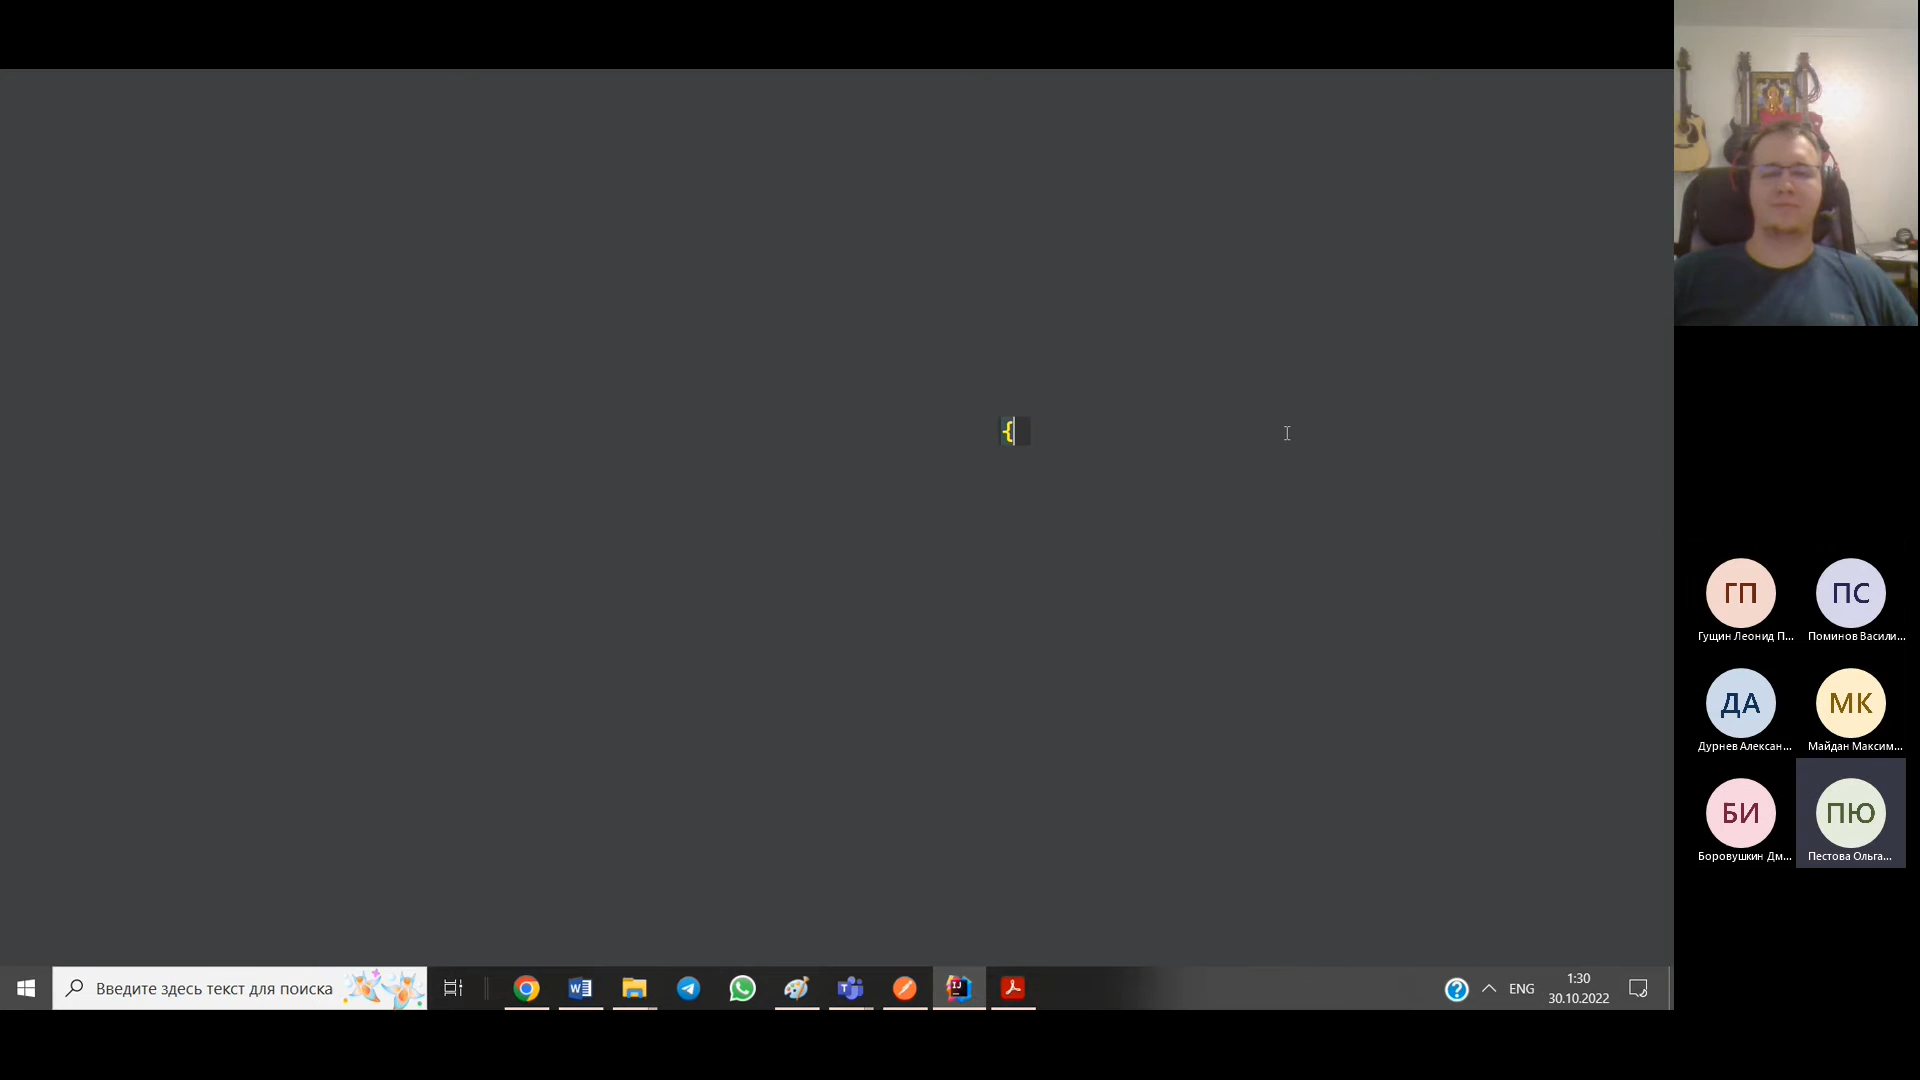 {
ГП
ПС
Гущин Леонид П...
Поминов Васили...
ДА
МК
Дурнев Алексан...
Майдан Максим...
БИ
ПЮ
Боровушкин Дм...
Пестова Ольга...
Введите здесь текст для поиска
ENG
1:30
30.10.2022